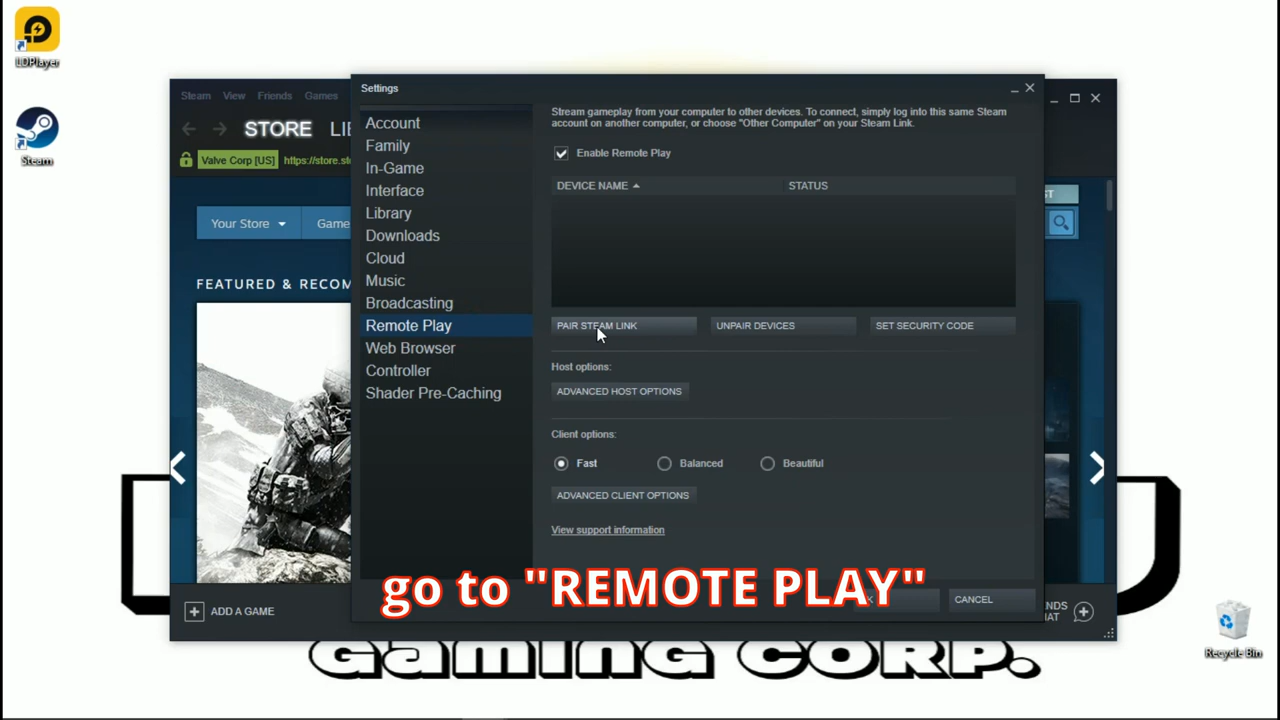 LDPlayer
Steam
Steam View Friends Games
STORE
Valve Corp [US] https://store.st
Your Store Game
FEATURED & RECOM
ADD A GAME
Settings
Account
Family
In-Game
Interface
Library
Downloads
Cloud
Music
Broadcasting
Remote Play
Web Browser
Controller
Shader Pre-Caching
Stream gameplay from your computer to other devices. To connect, simply log into this same Steam
account on another computer, or choose "Other Computer" on your Steam Link.
Enable Remote Play
DEVICE NAME STATUS
PAIR STEAM LINK UNPAIR DEVICES SET SECURITY CODE
Host options:
ADVANCED HOST OPTIONS
Client options:
Fast Balanced Beautiful
ADVANCED CLIENT OPTIONS
View support information
go to "REMOTE PLAY"
CANCEL
Gaming CORP.
Recycle Bin